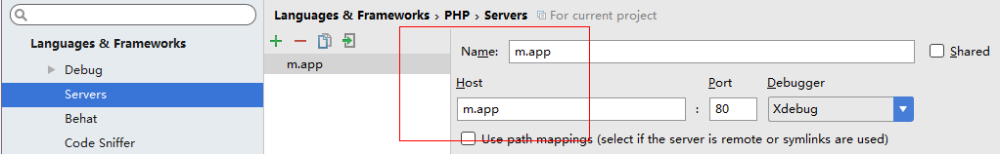 Languages & Frameworks › PHP › Servers For current project
Languages & Frameworks
Debug
Servers
Behat
Code Sniffer
m.app
Name: m.app Shared
Host Port Debugger
m.app : 80 Xdebug
Use path mappings (select if the server is remote or symlinks are used)